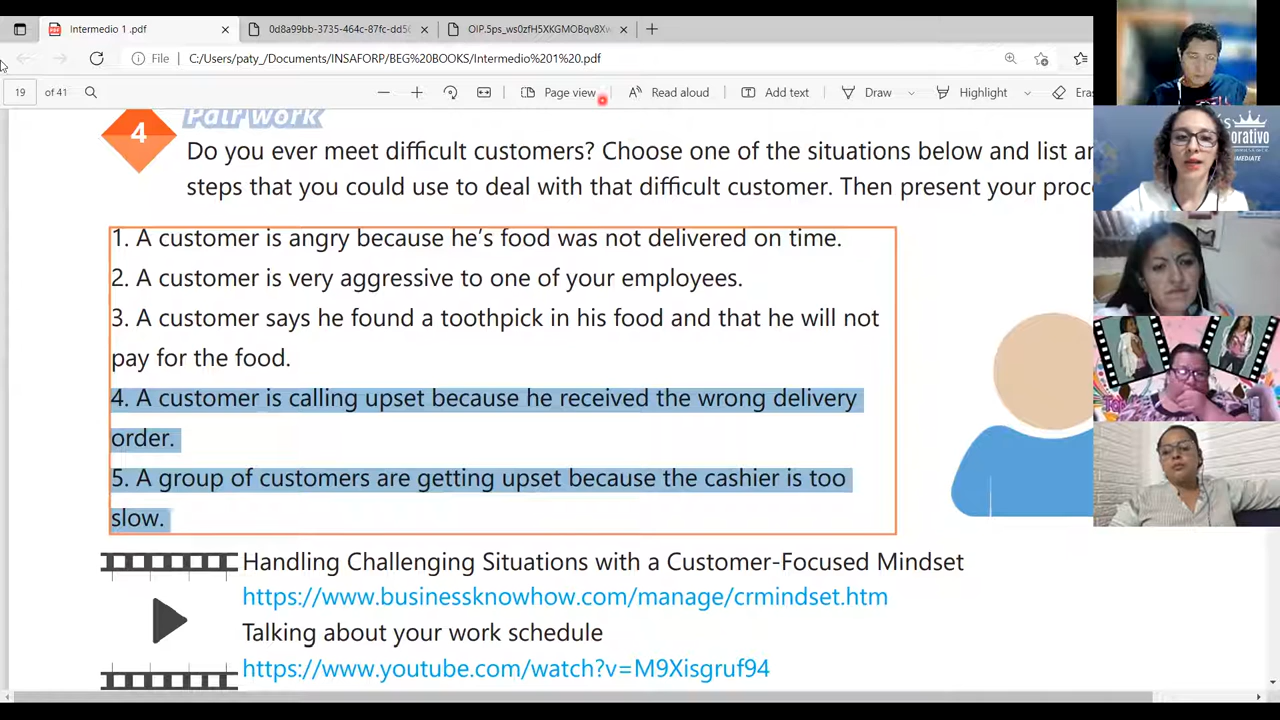 Intermedio 1 .pdf
0d8a99bb-3735-464c-87fc-dd5
OIP.5ps_ws0zfH5XKGMOBqv8Xw
File
C:/Users/paty_/Documents/INSAFORP/BEG%20BOOKS/Intermedio%201%20.pdf
19 of 41
Page view
Read aloud
Add text
Draw
Highlight
Eras
4
Pair work
Do you ever meet difficult customers? Choose one of the situations below and list
steps that you could use to deal with that difficult customer. Then present your
1. A customer is angry because he’s food was not delivered on time.
2. A customer is very aggressive to one of your employees.
3. A customer says he found a toothpick in his food and that he will not
pay for the food.
4. A customer is calling upset because he received the wrong delivery
order.
5. A group of customers are getting upset because the cashier is too
slow.
Handling Challenging Situations with a Customer-Focused Mindset
https://www.businessknowhow.com/manage/crmindset.htm
Talking about your work schedule
https://www.youtube.com/watch?v=M9Xisgruf94